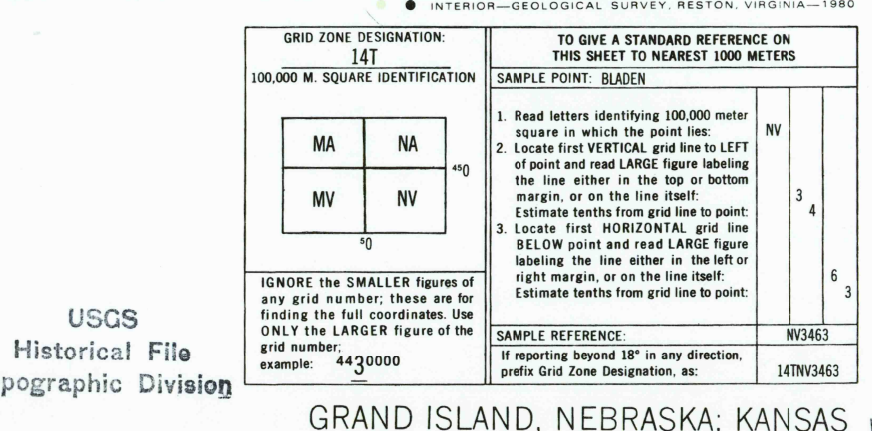 INTERIOR—GEOLOGICAL SURVEY, RESTON, VIRGINIA—1980
GRID ZONE DESIGNATION:
14T
100,000 M. SQUARE IDENTIFICATION
MA
NA
⁴⁵0
MV
NV
⁵0
IGNORE the SMALLER figures of
any grid number; these are for
finding the full coordinates. Use
ONLY the LARGER figure of the
grid number;
example: ⁴⁴30000
TO GIVE A STANDARD REFERENCE ON
THIS SHEET TO NEAREST 1000 METERS
SAMPLE POINT: BLADEN
1. Read letters identifying 100,000 meter
square in which the point lies: NV
2. Locate first VERTICAL grid line to LEFT
of point and read LARGE figure labeling
the line either in the top or bottom
margin, or on the line itself: 3
Estimate tenths from grid line to point: 4
3. Locate first HORIZONTAL grid line
BELOW point and read LARGE figure
labeling the line either in the left or
right margin, or on the line itself: 6
Estimate tenths from grid line to point: 3
SAMPLE REFERENCE: NV3463
If reporting beyond 18° in any direction,
prefix Grid Zone Designation, as: 14TNV3463
USGS
Historical File
pographic Division
GRAND ISLAND, NEBRASKA; KANSAS